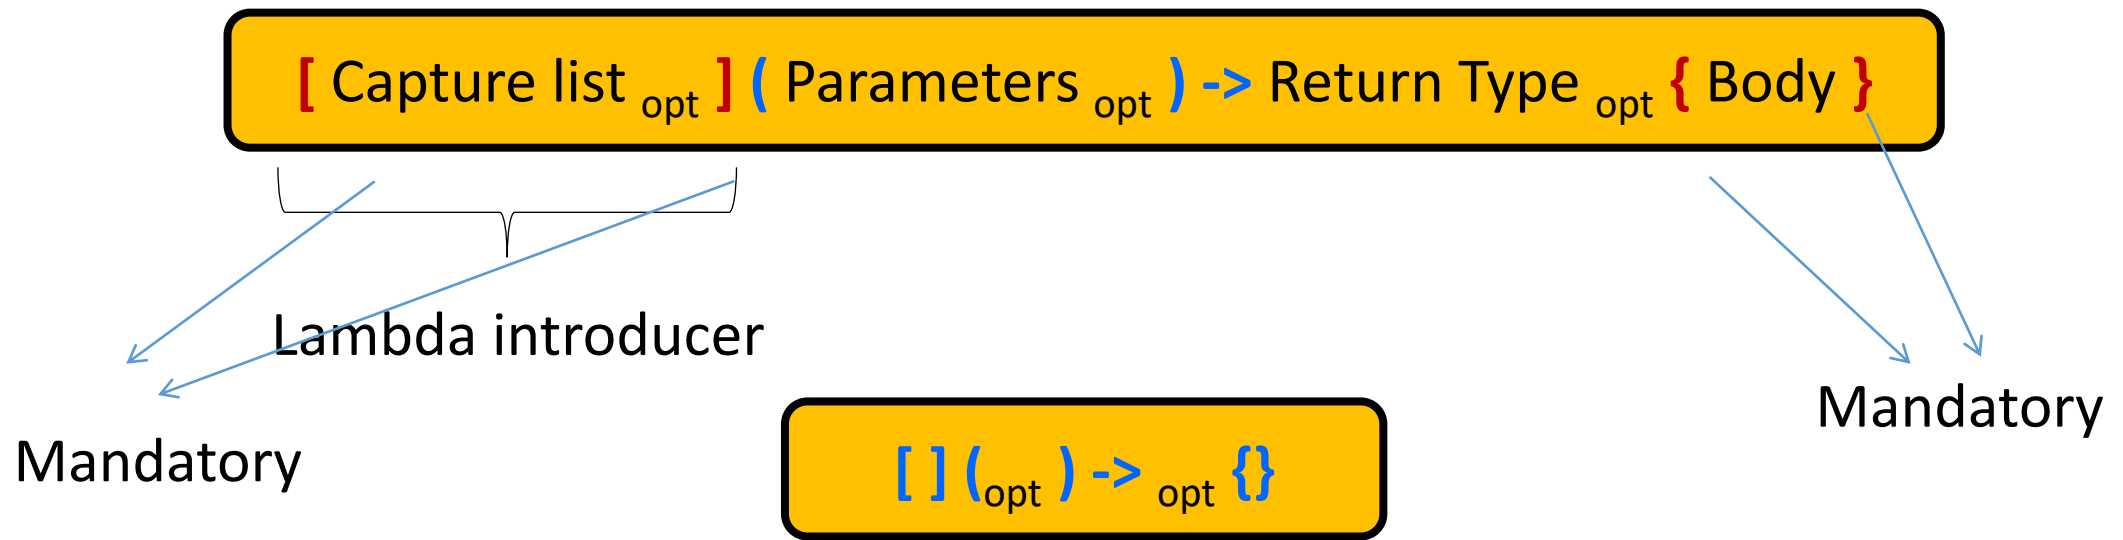 [ Capture list opt ] ( Parameters opt ) -> Return Type opt { Body }
Lambda introducer
Mandatory
Mandatory
[ ] (opt ) -> opt {}